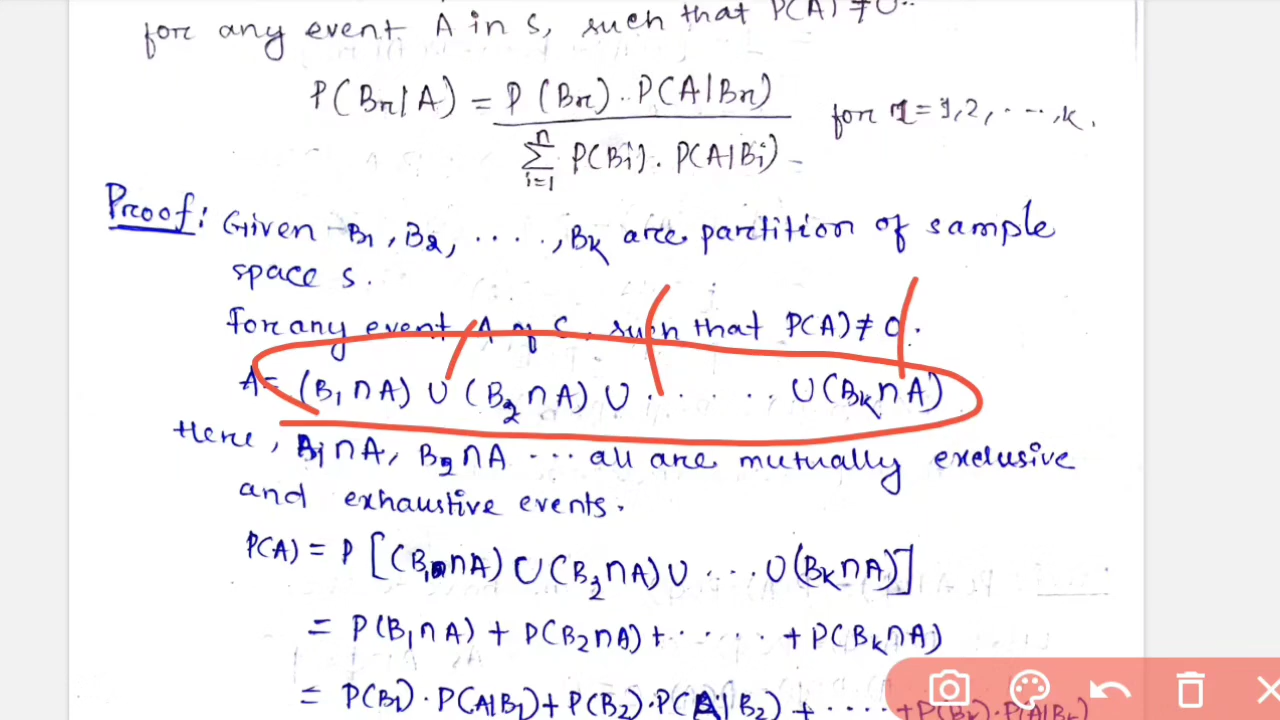 for any event A in S, such that P(A) ≠ 0.
P(Br|A) = P(Br) . P(A|Br) / n Σ i=1 P(Bi) . P(A|Bi) for r = 1, 2, ...., k.
Proof: Given B1, B2, ....., Bk are partition of sample
space S.
For any event A of S, such that P(A) ≠ 0.
A = (B1 ∩ A) ∪ (B2 ∩ A) ∪ . . . . . . ∪ (Bk ∩ A)
Here, B1 ∩ A, B2 ∩ A ... all are mutually exclusive
and exhaustive events.
P(A) = P [(B1 ∩ A) ∪ (B2 ∩ A) ∪ . ... ∪ (Bk ∩ A)]
= P(B1 ∩ A) + P(B2 ∩ A) + . . . . . + P(Bk ∩ A)
= P(B1) . P(A|B1) + P(B2) . P(A|B2) + ..... + P(Bk) . P(A|Bk)